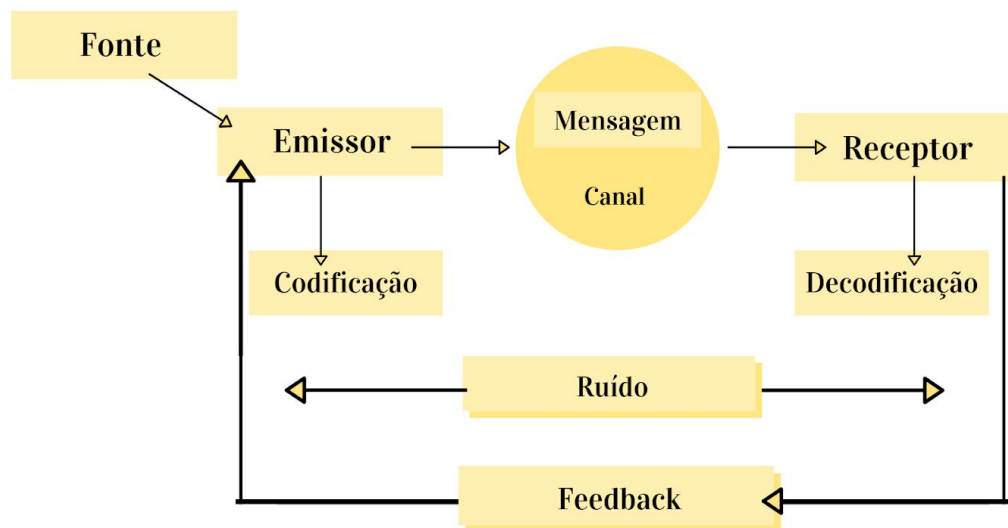 Fonte
Emissor
Mensagem
Canal
Receptor
Codificação
Decodificação
Ruído
Feedback